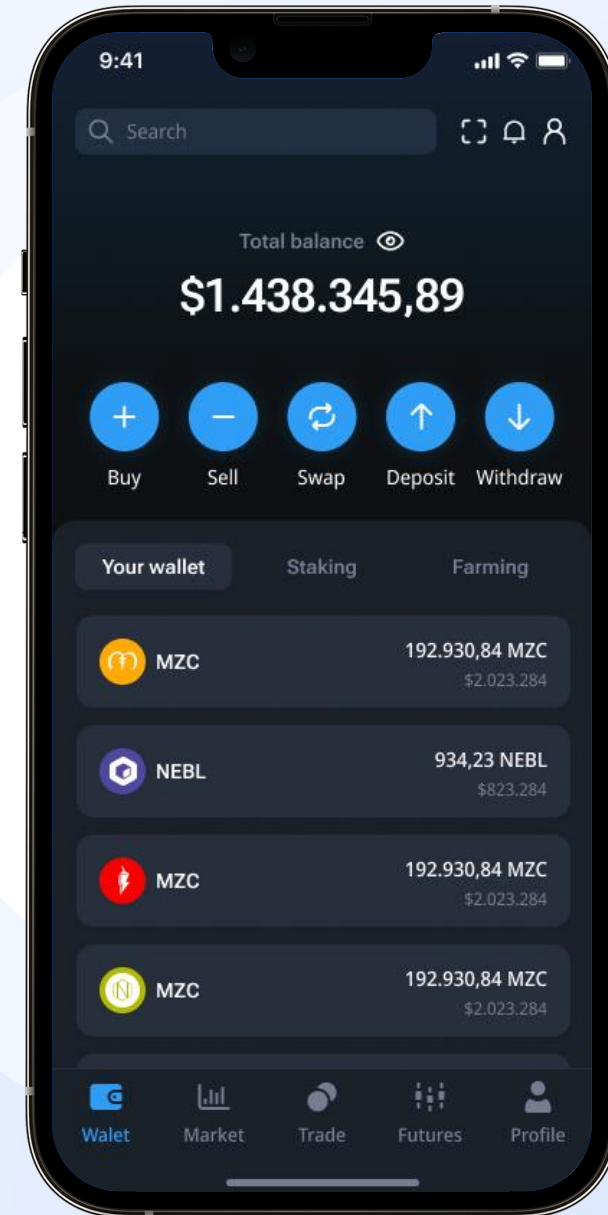 9:41
Search
Total balance
$1.438.345,89
Buy Sell Swap Deposit Withdraw
Your wallet Staking Farming
MZC 192.930,84 MZC
$2.023.284
NEBL 934,23 NEBL
$823.284
MZC 192.930,84 MZC
$2.023.284
MZC 192.930,84 MZC
$2.023.284
Walet Market Trade Futures Profile